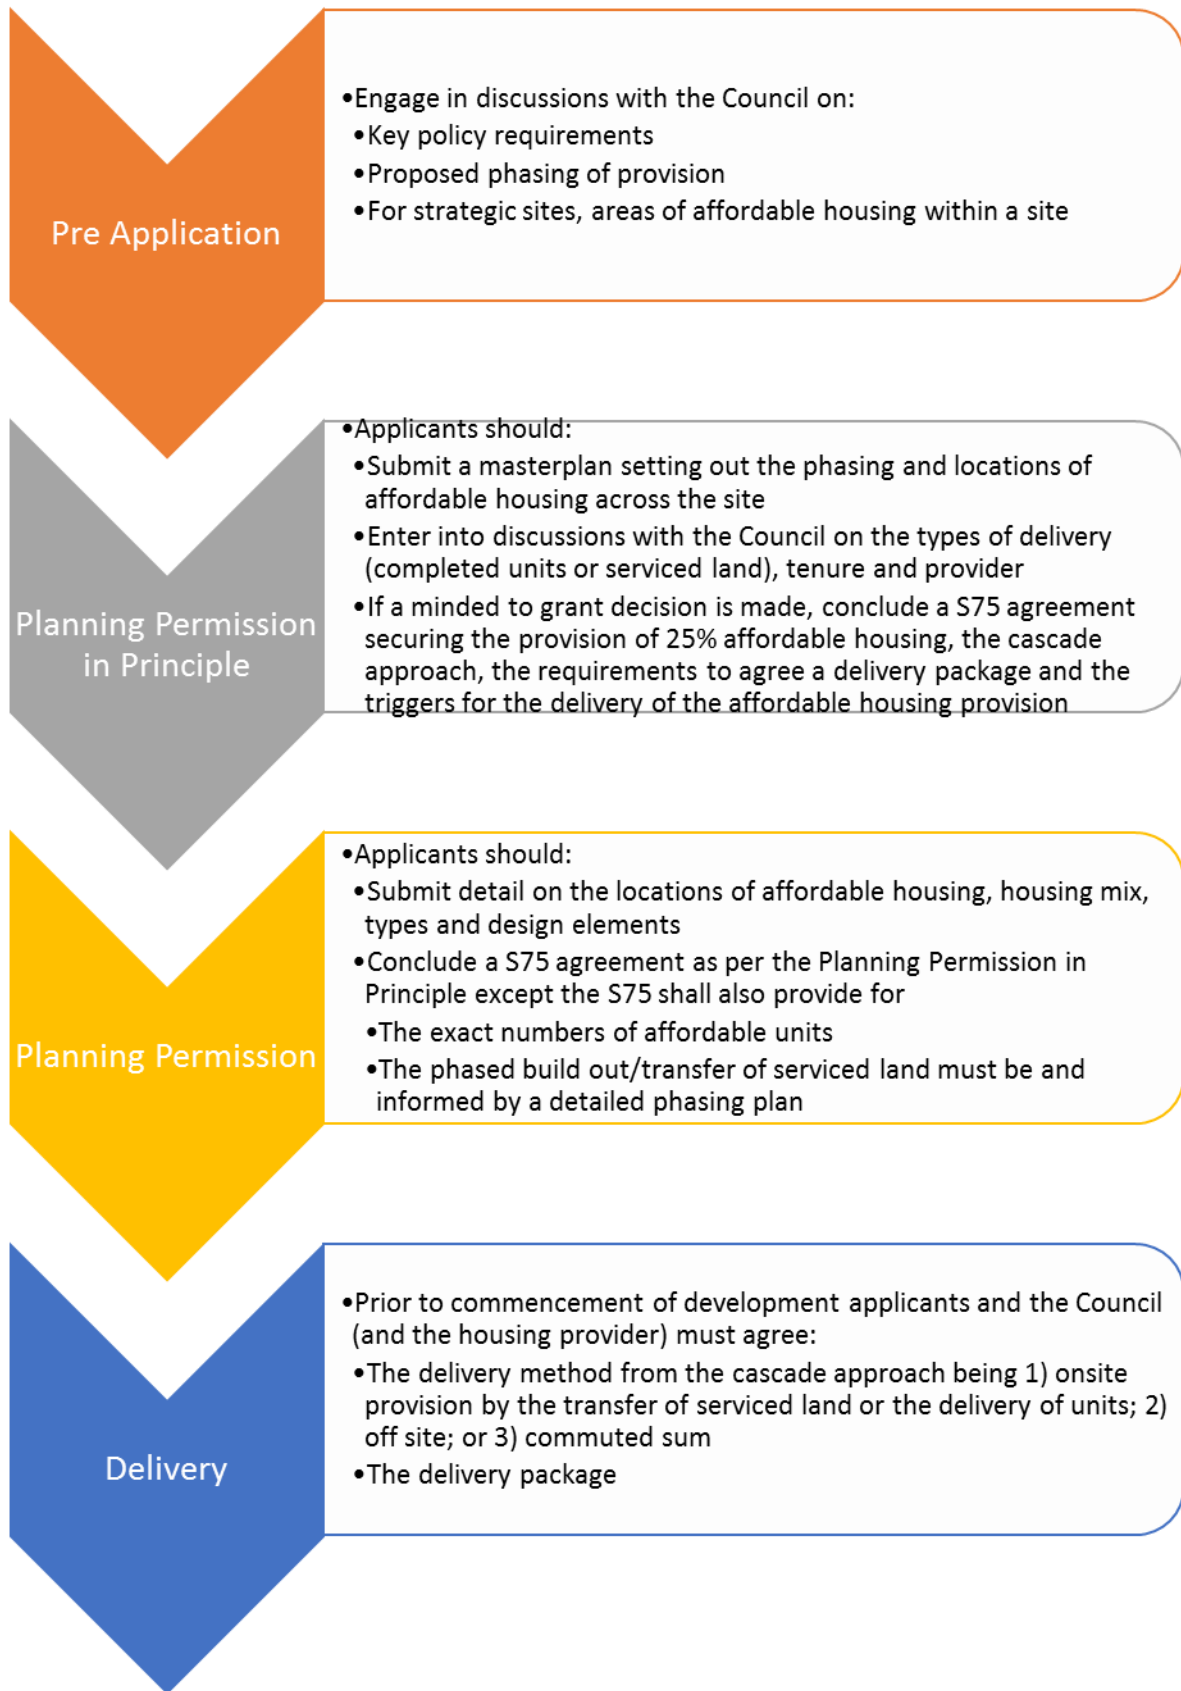 Pre Application
•Engage in discussions with the Council on:
•Key policy requirements
•Proposed phasing of provision
•For strategic sites, areas of affordable housing within a site
Planning Permission
in Principle
•Applicants should:
•Submit a masterplan setting out the phasing and locations of
affordable housing across the site
•Enter into discussions with the Council on the types of delivery
(completed units or serviced land), tenure and provider
•If a minded to grant decision is made, conclude a S75 agreement
securing the provision of 25% affordable housing, the cascade
approach, the requirements to agree a delivery package and the
triggers for the delivery of the affordable housing provision
Planning Permission
•Applicants should:
•Submit detail on the locations of affordable housing, housing mix,
types and design elements
•Conclude a S75 agreement as per the Planning Permission in
Principle except the S75 shall also provide for
•The exact numbers of affordable units
•The phased build out/transfer of serviced land must be and
informed by a detailed phasing plan
Delivery
•Prior to commencement of development applicants and the Council
(and the housing provider) must agree:
•The delivery method from the cascade approach being 1) onsite
provision by the transfer of serviced land or the delivery of units; 2)
off site; or 3) commuted sum
•The delivery package